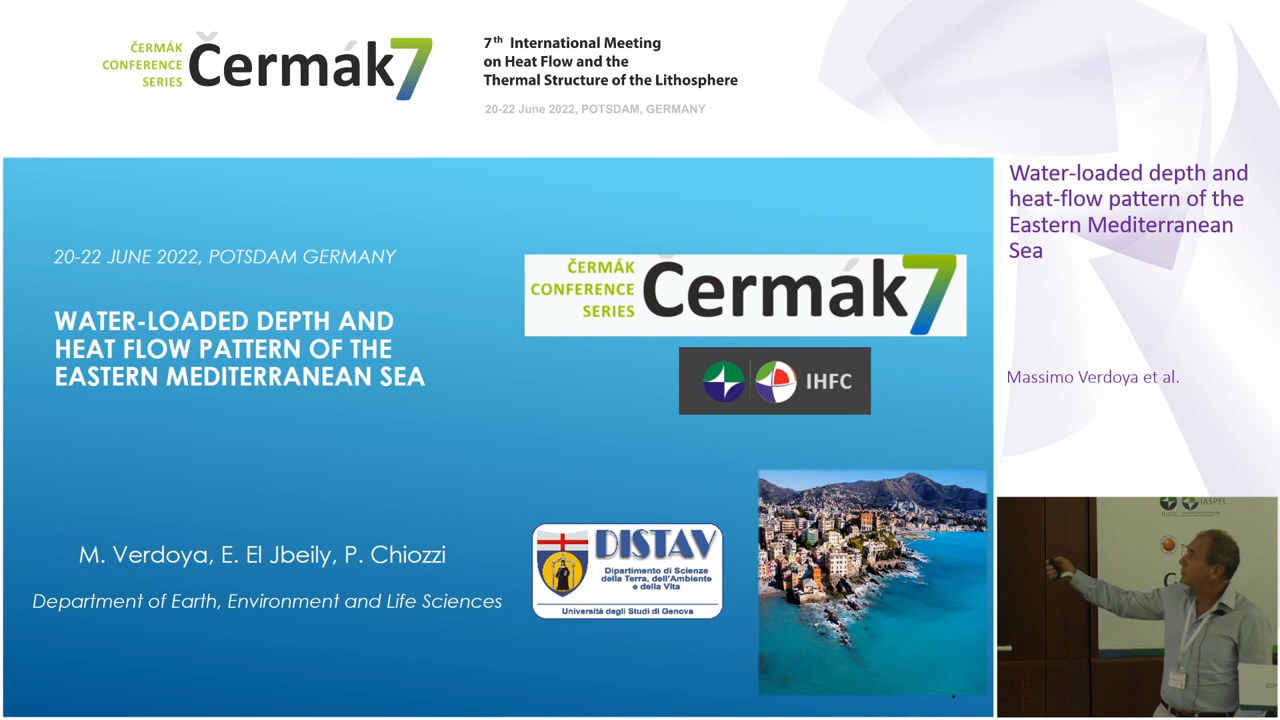 ČERMÁK
CONFERENCE
SERIES
Čermák7
7th International Meeting
on Heat Flow and the
Thermal Structure of the Lithosphere
20-22 June 2022, POTSDAM, GERMANY
20-22 JUNE 2022, POTSDAM GERMANY
WATER-LOADED DEPTH AND
HEAT FLOW PATTERN OF THE
EASTERN MEDITERRANEAN SEA
ČERMÁK
CONFERENCE
SERIES
Čermák7
IHFC
M. Verdoya, E. El Jbeily, P. Chiozzi
Department of Earth, Environment and Life Sciences
DISTAV
Dipartimento di Scienze
della Terra, dell'Ambiente
e della Vita
Università degli Studi di Genova
Water-loaded depth and
heat-flow pattern of the
Eastern Mediterranean
Sea
Massimo Verdoya et al.
IUGG
IASPEI